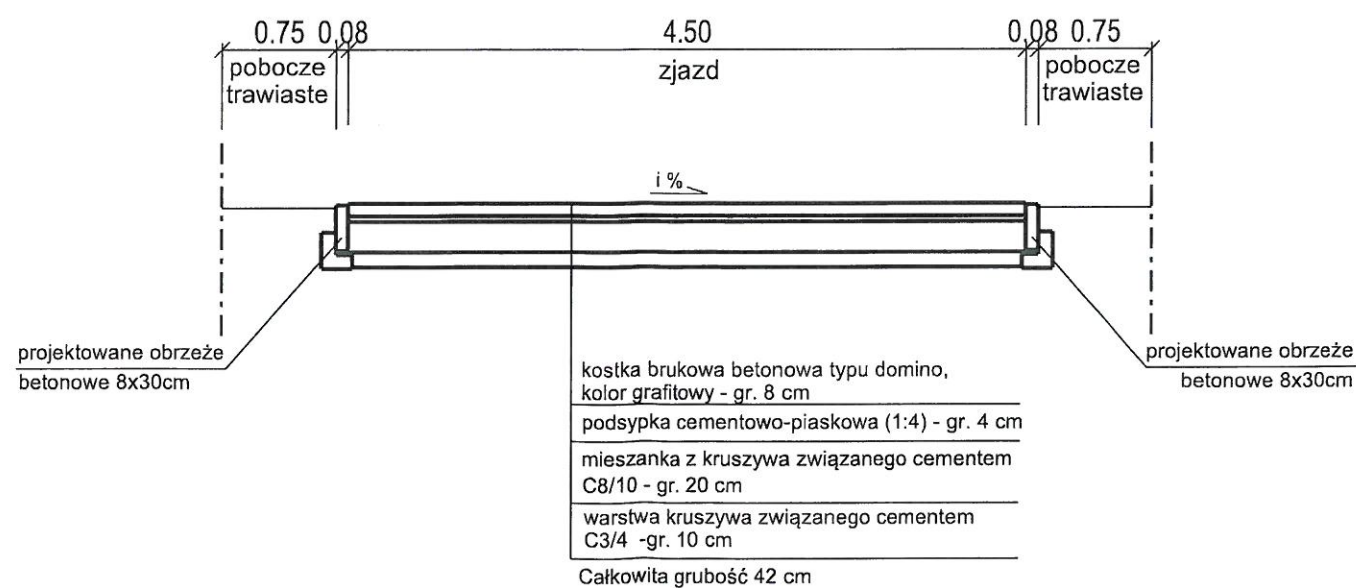 0.75 0.08 4.50 0.08 0.75
pobocze zjazd pobocze
trawiaste trawiaste
i %
projektowane obrzeże
betonowe 8x30cm
projektowane obrzeże
betonowe 8x30cm
kostka brukowa betonowa typu domino,
kolor grafitowy - gr. 8 cm
podsypka cementowo-piaskowa (1:4) - gr. 4 cm
mieszanka z kruszywa związanego cementem
C8/10 - gr. 20 cm
warstwa kruszywa związanego cementem
C3/4 -gr. 10 cm
Całkowita grubość 42 cm